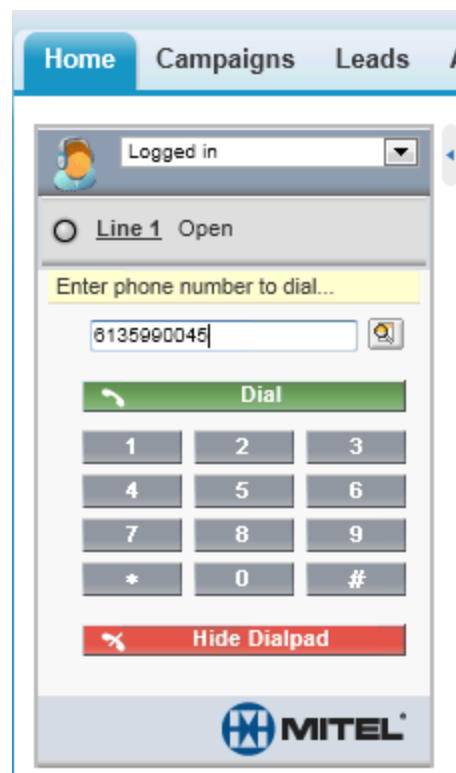 Home Campaigns Leads
Logged in
Line 1 Open
Enter phone number to dial...
6135990045
Dial
1 2 3
4 5 6
7 8 9
* 0 #
Hide Dialpad
MITEL